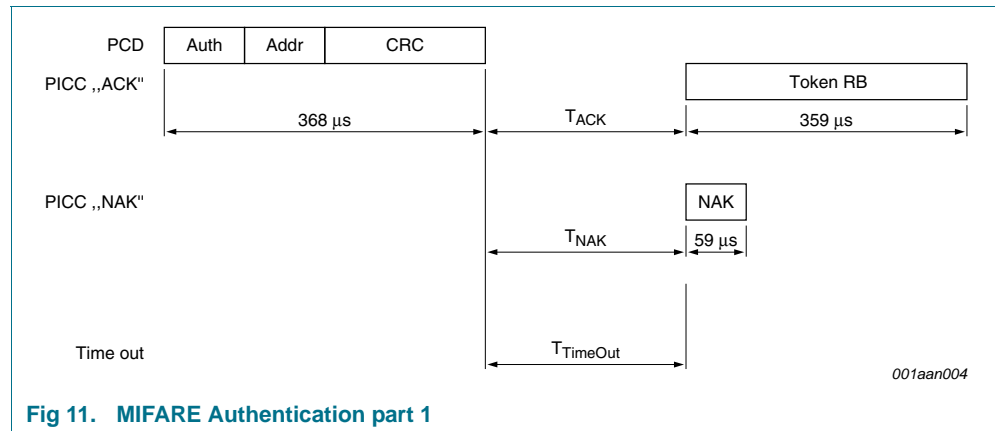 PCD Auth Addr CRC
PICC ,,ACK" Token RB
368 μs TACK 359 μs
PICC ,,NAK" NAK
TNAK 59 μs
Time out TTimeOut
001aan004
Fig 11. MIFARE Authentication part 1